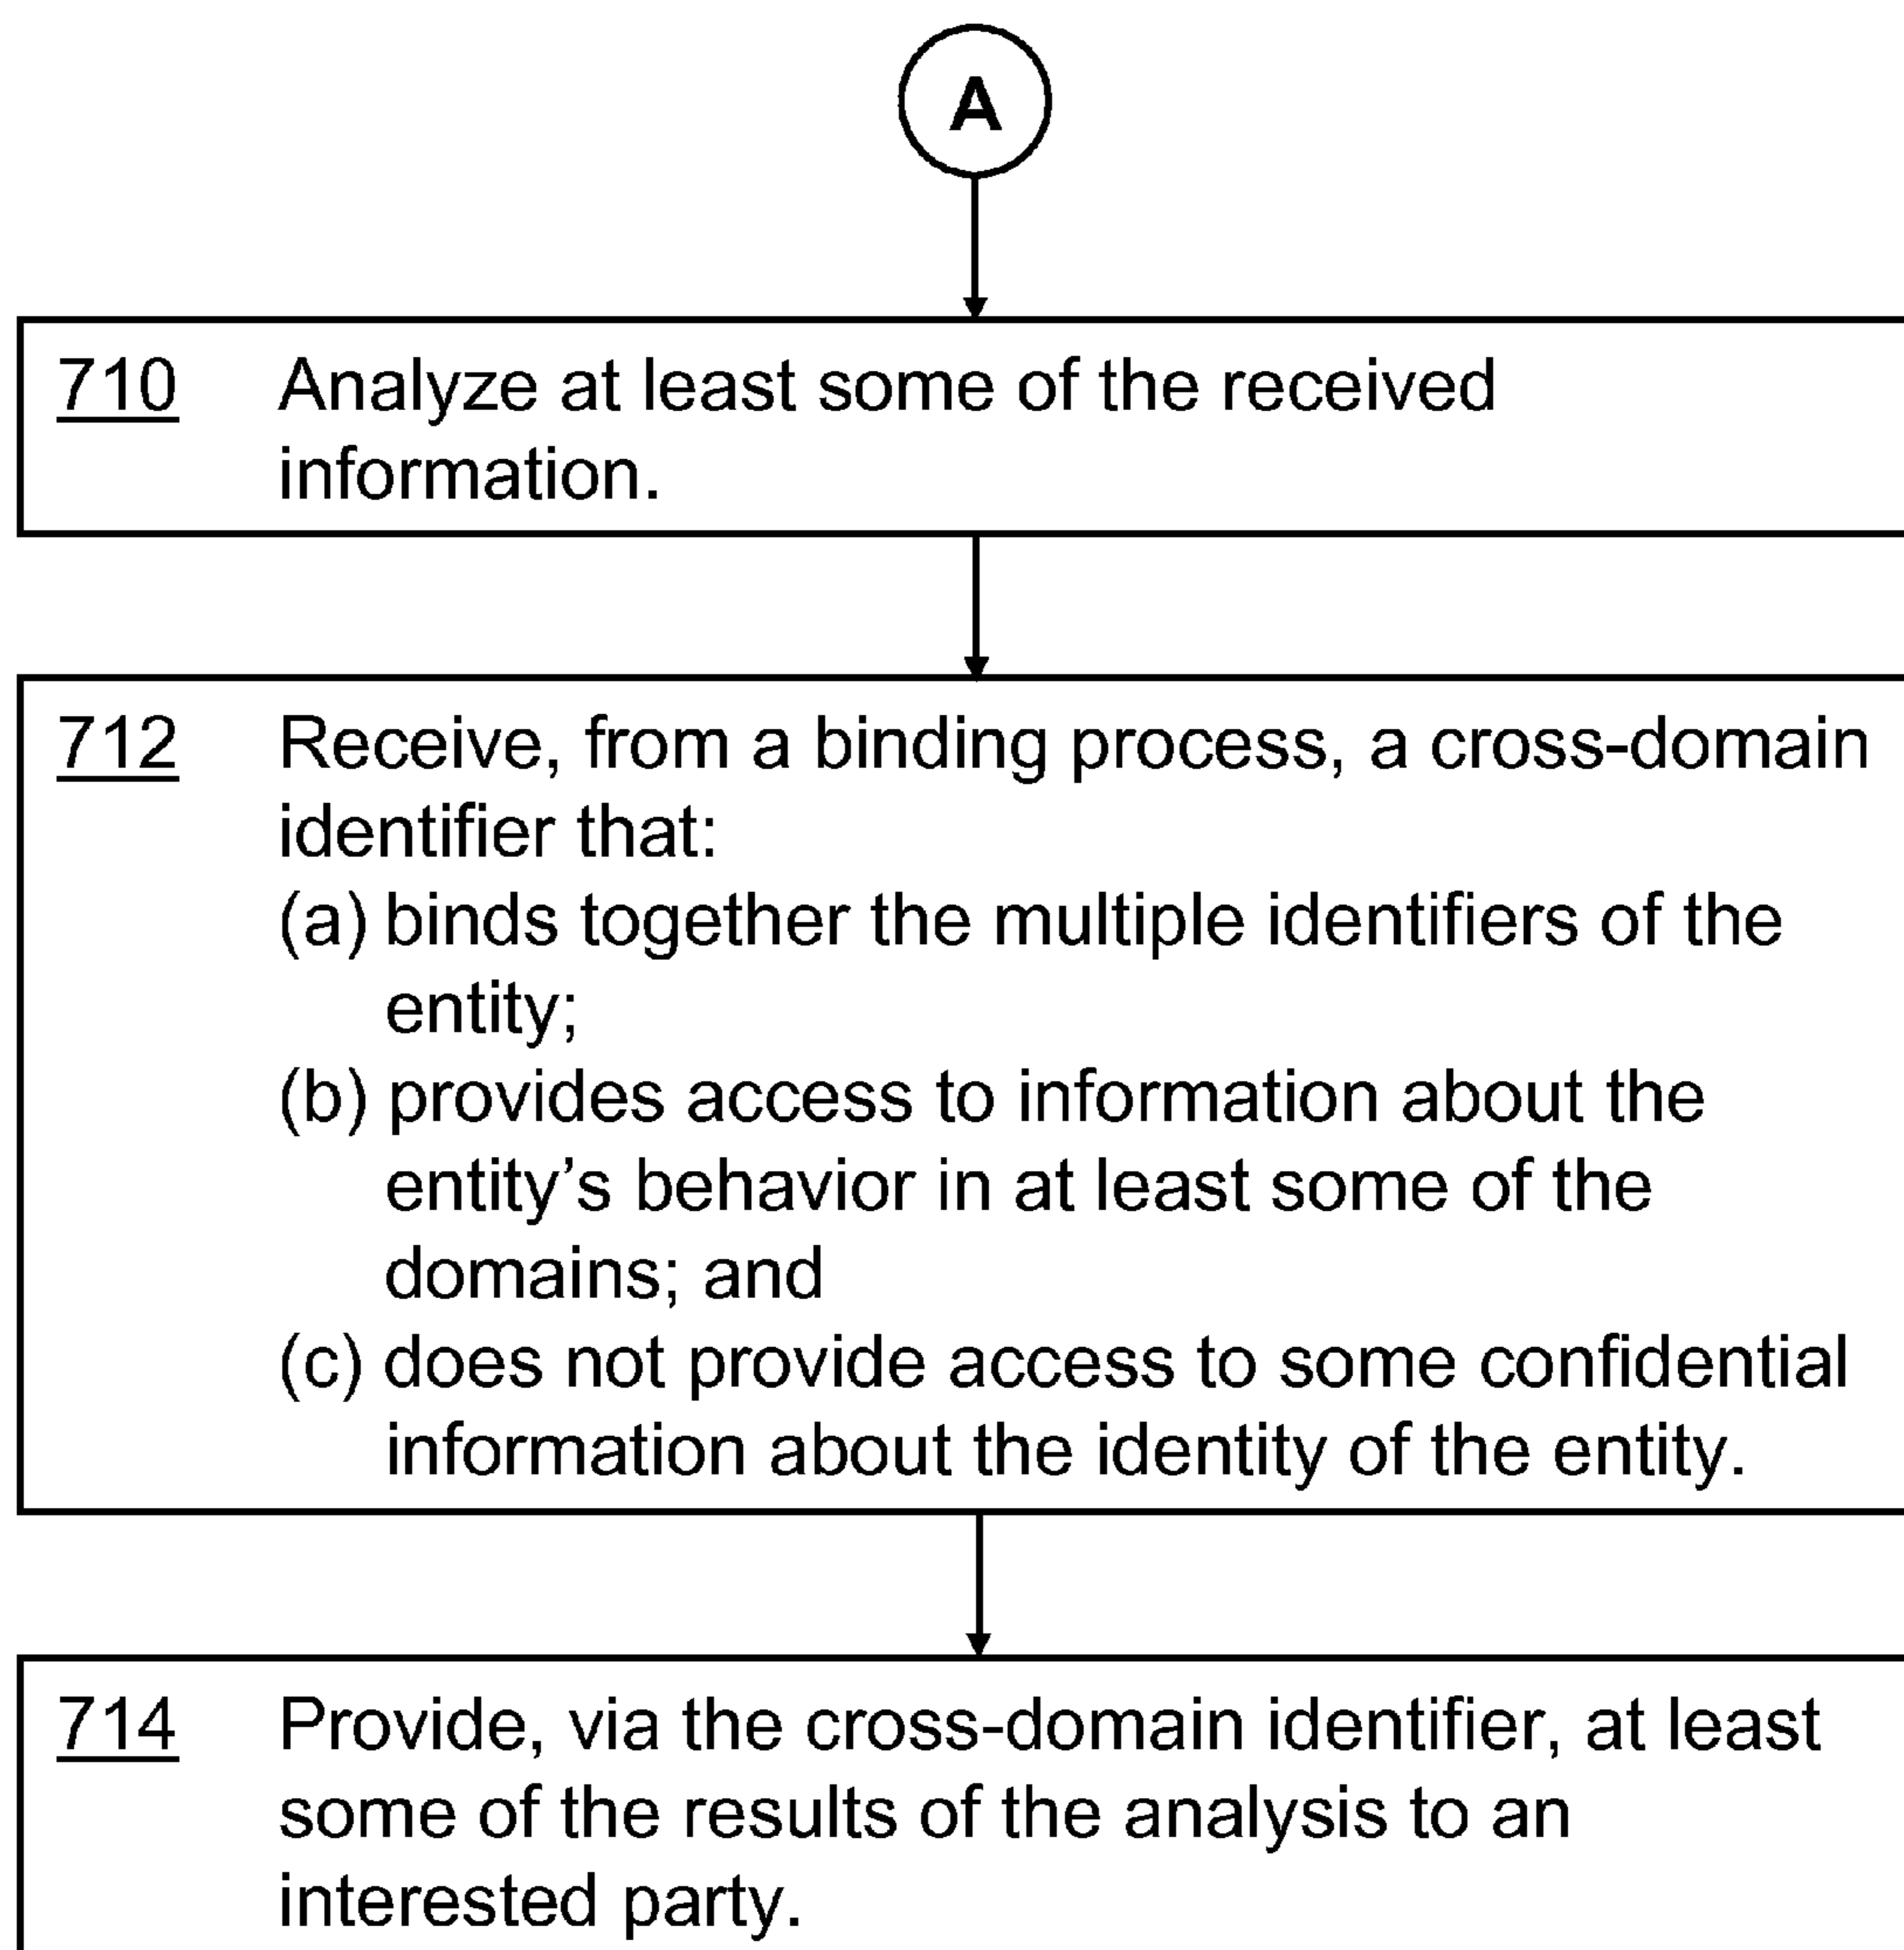 A
710 Analyze at least some of the received
information.
712 Receive, from a binding process, a cross-domain
identifier that:
(a) binds together the multiple identifiers of the
entity;
(b) provides access to information about the
entity’s behavior in at least some of the
domains; and
(c) does not provide access to some confidential
information about the identity of the entity.
714 Provide, via the cross-domain identifier, at least
some of the results of the analysis to an
interested party.